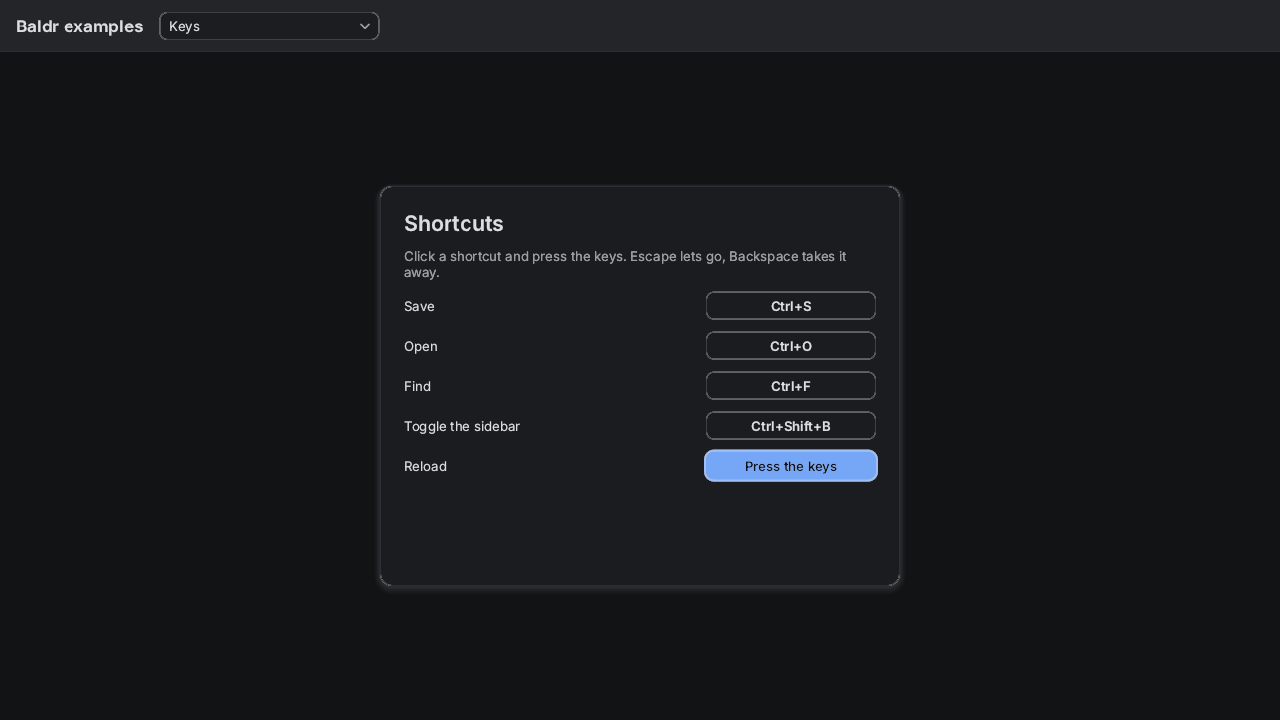 Baldr examples
Keys
Shortcuts
Click a shortcut and press the keys. Escape lets go, Backspace takes it
away.
Save
Ctrl+S
Open
Ctrl+O
Find
Ctrl+F
Toggle the sidebar
Ctrl+Shift+B
Reload
Press the keys